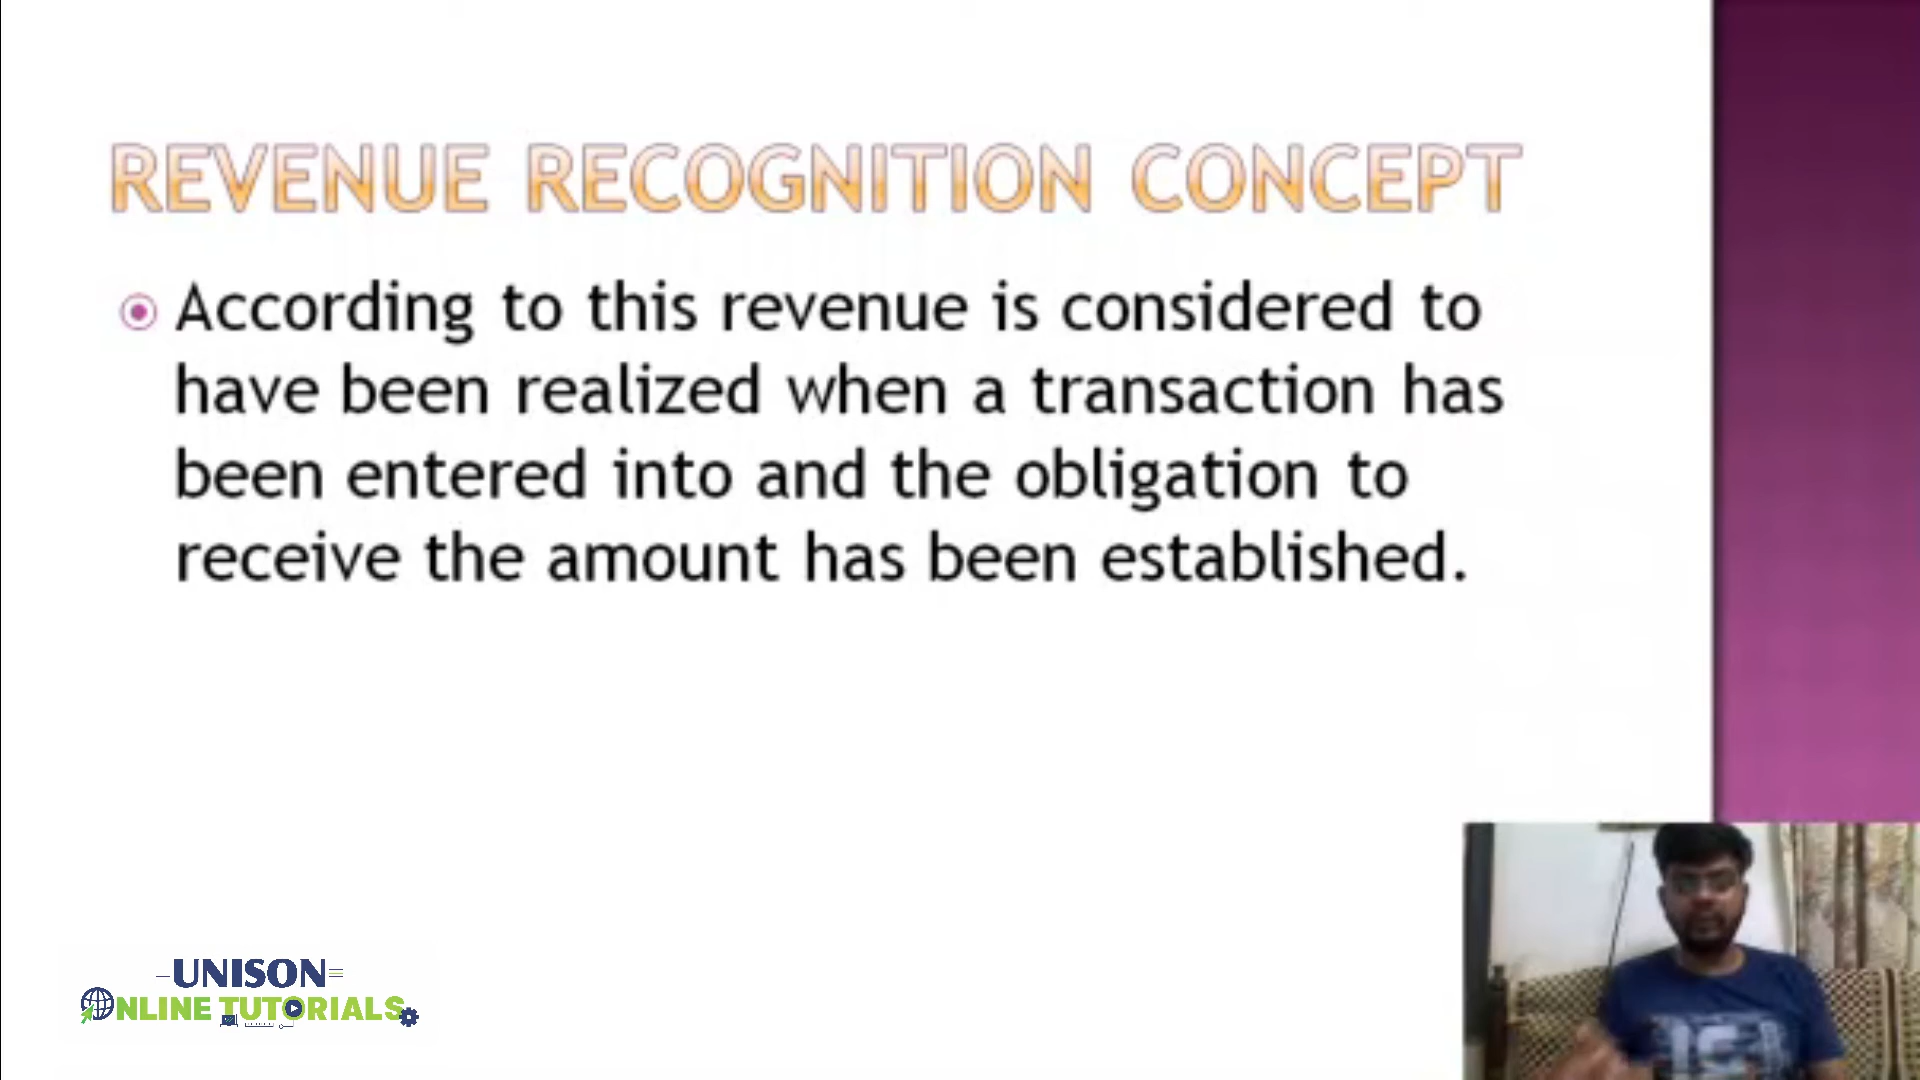 REVENUE RECOGNITION CONCEPT
According to this revenue is considered to
have been realized when a transaction has
been entered into and the obligation to
receive the amount has been established.
UNISON
ONLINE TUTORIALS